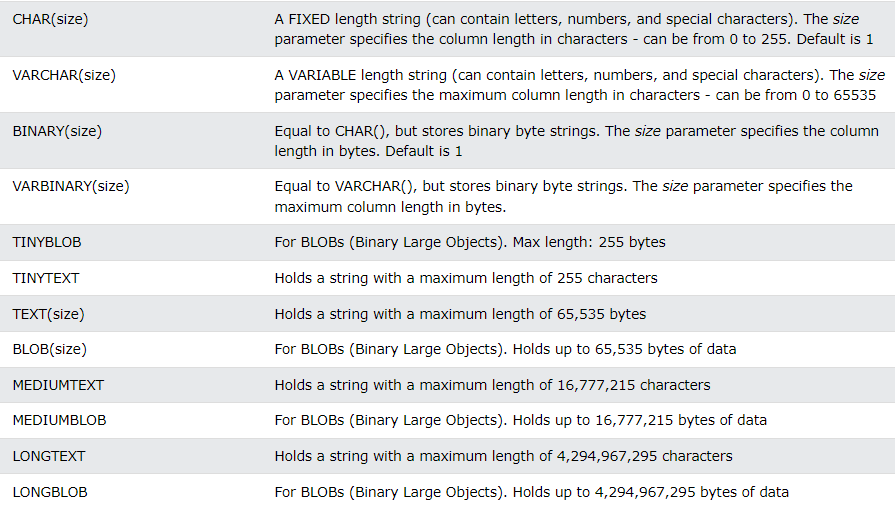 CHAR(size) A FIXED length string (can contain letters, numbers, and special characters). The size
parameter specifies the column length in characters - can be from 0 to 255. Default is 1
VARCHAR(size) A VARIABLE length string (can contain letters, numbers, and special characters). The size
parameter specifies the maximum column length in characters - can be from 0 to 65535
BINARY(size) Equal to CHAR(), but stores binary byte strings. The size parameter specifies the column
length in bytes. Default is 1
VARBINARY(size) Equal to VARCHAR(), but stores binary byte strings. The size parameter specifies the
maximum column length in bytes.
TINYBLOB For BLOBs (Binary Large Objects). Max length: 255 bytes
TINYTEXT Holds a string with a maximum length of 255 characters
TEXT(size) Holds a string with a maximum length of 65,535 bytes
BLOB(size) For BLOBs (Binary Large Objects). Holds up to 65,535 bytes of data
MEDIUMTEXT Holds a string with a maximum length of 16,777,215 characters
MEDIUMBLOB For BLOBs (Binary Large Objects). Holds up to 16,777,215 bytes of data
LONGTEXT Holds a string with a maximum length of 4,294,967,295 characters
LONGBLOB For BLOBs (Binary Large Objects). Holds up to 4,294,967,295 bytes of data